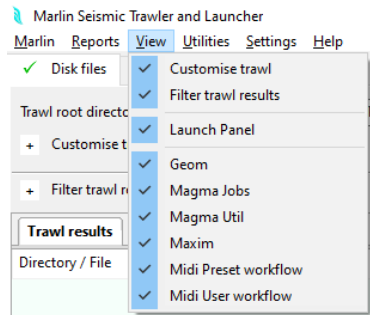 Marlin Seismic Trawler and Launcher
Marlin Reports View Utilities Settings Help
Disk files
Customise trawl
Filter trawl results
Trawl root directo
Launch Panel
+ Customise t
Geom
Magma Jobs
+ Filter trawl r
Magma Util
Trawl results
Maxim
Directory / File
Midi Preset workflow
Midi User workflow